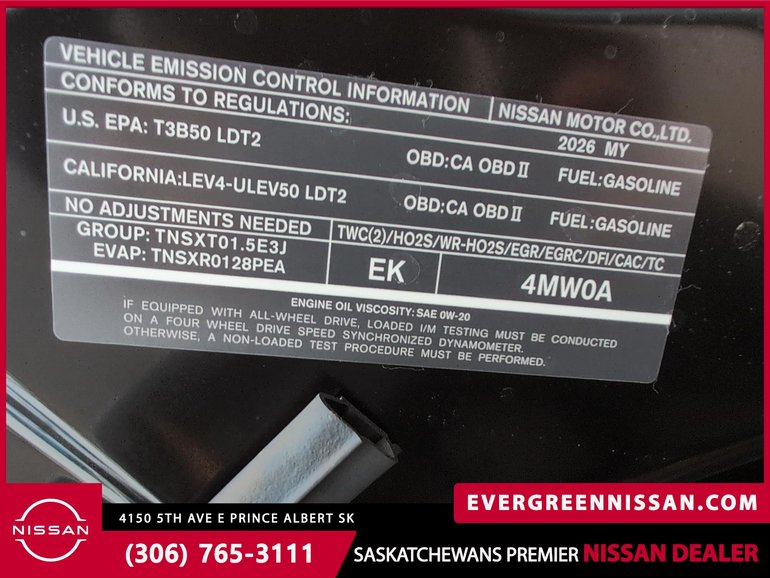 VEHICLE EMISSION CONTROL INFORMATION
NISSAN MOTOR CO.,LTD.
CONFORMS TO REGULATIONS:
2026 MY
U.S. EPA: T3B50 LDT2
OBD:CA OBD II FUEL:GASOLINE
CALIFORNIA:LEV4-ULEV50 LDT2
OBD:CA OBD II FUEL:GASOLINE
NO ADJUSTMENTS NEEDED
TWC(2)/HO2S/WR-HO2S/EGR/EGRC/DFI/CAC/TC
GROUP: TNSXT01.5E3J
EVAP: TNSXR0128PEA
EK
4MW0A
ENGINE OIL VISCOSITY: SAE 0W-20
IF EQUIPPED WITH ALL-WHEEL DRIVE, LOADED I/M TESTING MUST BE CONDUCTED
ON A FOUR WHEEL DRIVE SPEED SYNCHRONIZED DYNAMOMETER.
OTHERWISE, A NON-LOADED TEST PROCEDURE MUST BE PERFORMED.
EVERGREENNISSAN.COM
NISSAN
4150 5TH AVE E PRINCE ALBERT SK
(306) 765-3111
SASKATCHEWANS PREMIER NISSAN DEALER